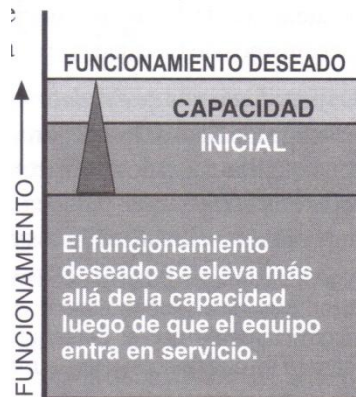 FUNCIONAMIENTO DESEADO
CAPACIDAD
INICIAL
El funcionamiento
deseado se eleva más
allá de la capacidad
luego de que el equipo
entra en servicio.
FUNCIONAMIENTO